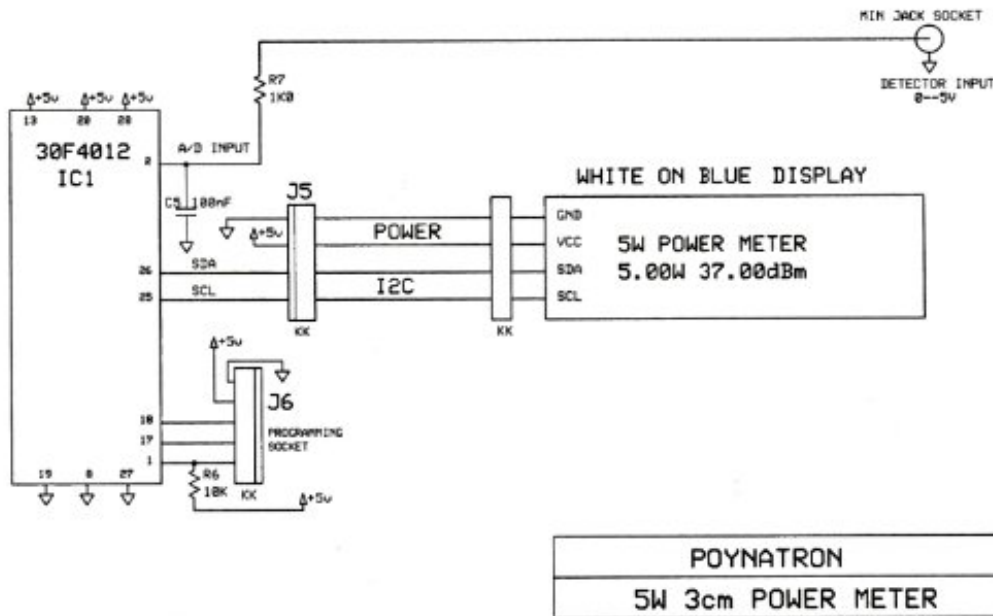 MIN JACK SOCKET
DETECTOR INPUT
0--5V
R7
1K0
+5v +5v +5v
13 20 28
30F4012
IC1
2
A/D INPUT
C5 100nF
J5
WHITE ON BLUE DISPLAY
+5v
POWER
GND
VCC
SDA
SCL
5W POWER METER
5.00W 37.00dBm
26 SDA
25 SCL
I2C
KK
KK
+5v
J6
PROGRAMMING
SOCKET
18
17
1
R6
10K
KK
+5v
19 8 27
POYNATRON
5W 3cm POWER METER